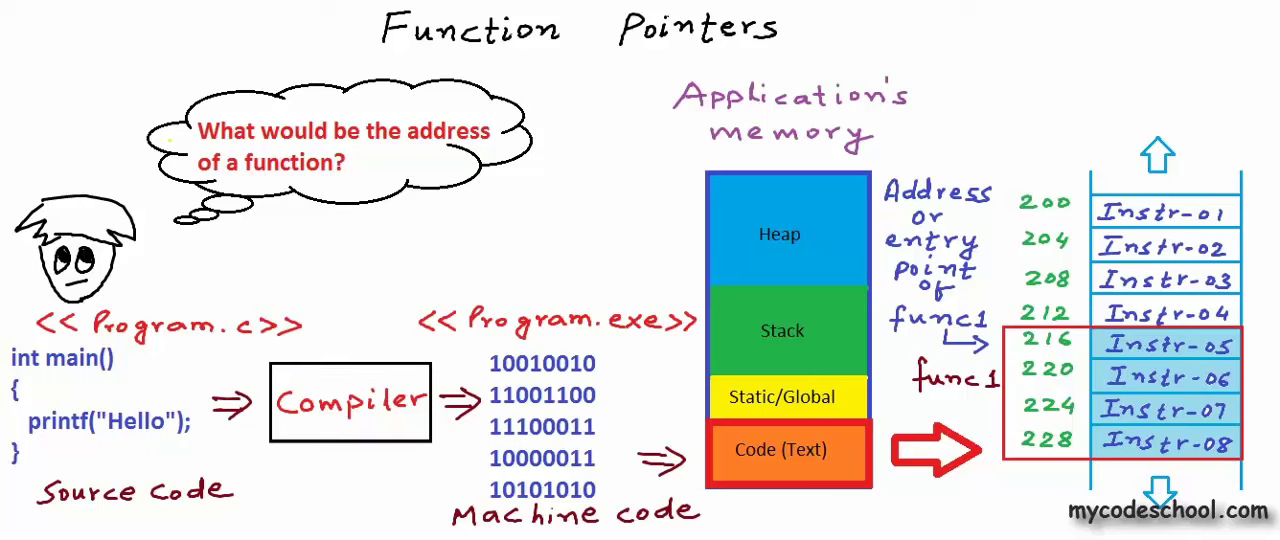 Function Pointers
What would be the address
of a function?
<< Program.c>>
int main()
{
printf("Hello");
}
Source code
Compiler
<< Program.exe>>
10010010
11001100
11100011
10000011
10101010
Machine code
Application's
memory
Heap
Stack
Static/Global
Code (Text)
Address
or
entry
point
of
func1
func1
200 Instr-01
204 Instr-02
208 Instr-03
212 Instr-04
216 Instr-05
220 Instr-06
224 Instr-07
228 Instr-08
mycodeschool.com